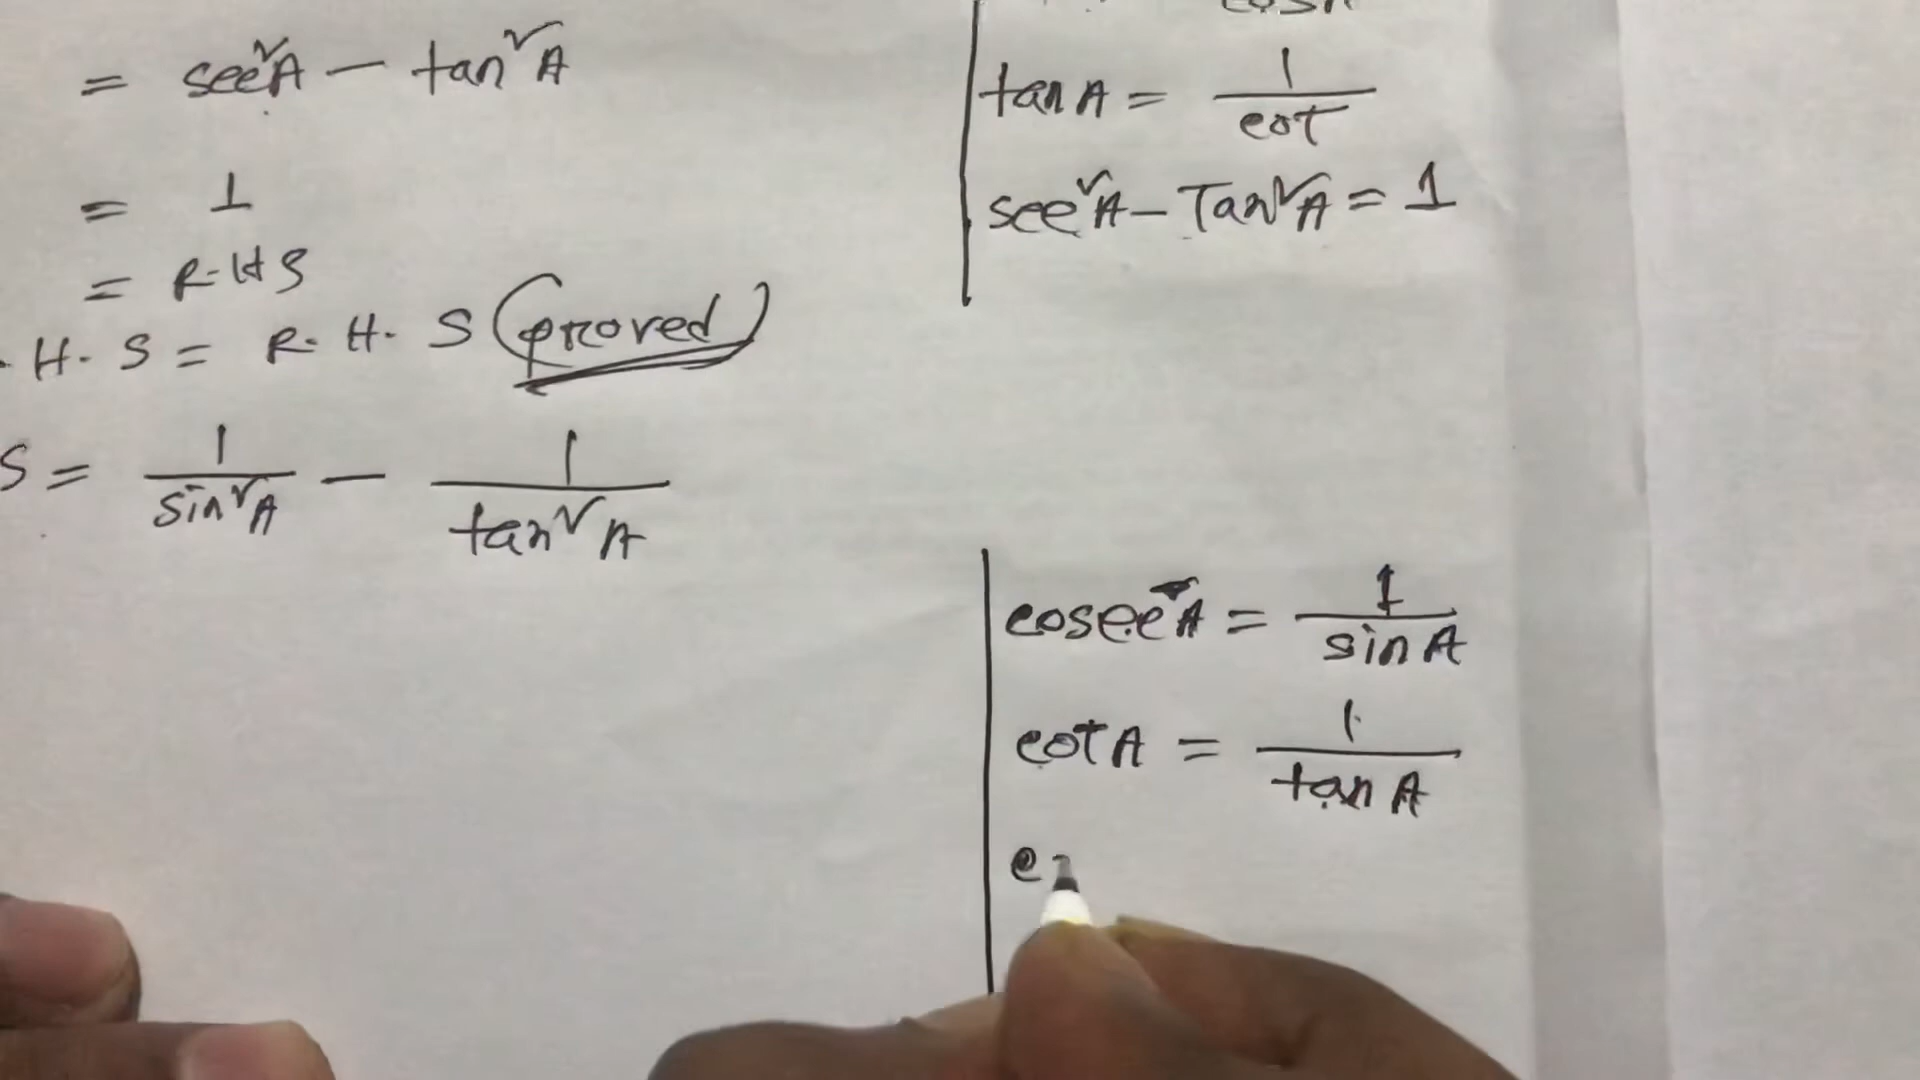 = sec²A − tan²A
= 1
= R.H S
. H. S = R. H. S (proved)
S = 1/sin²A − 1/tan²A
cosA
tan A = 1/cot
sec²A − Tan²A = 1
cosec A = 1/sin A
cot A = 1/tan A
c